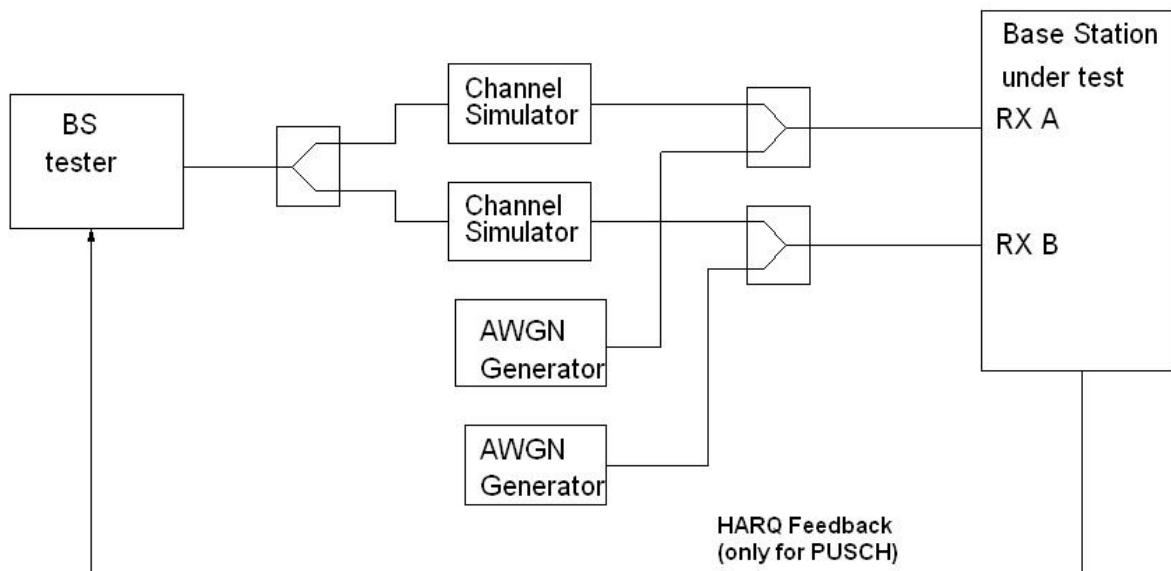 BS
tester
Channel
Simulator
Channel
Simulator
AWGN
Generator
AWGN
Generator
Base Station
under test
RX A
RX B
HARQ Feedback
(only for PUSCH)